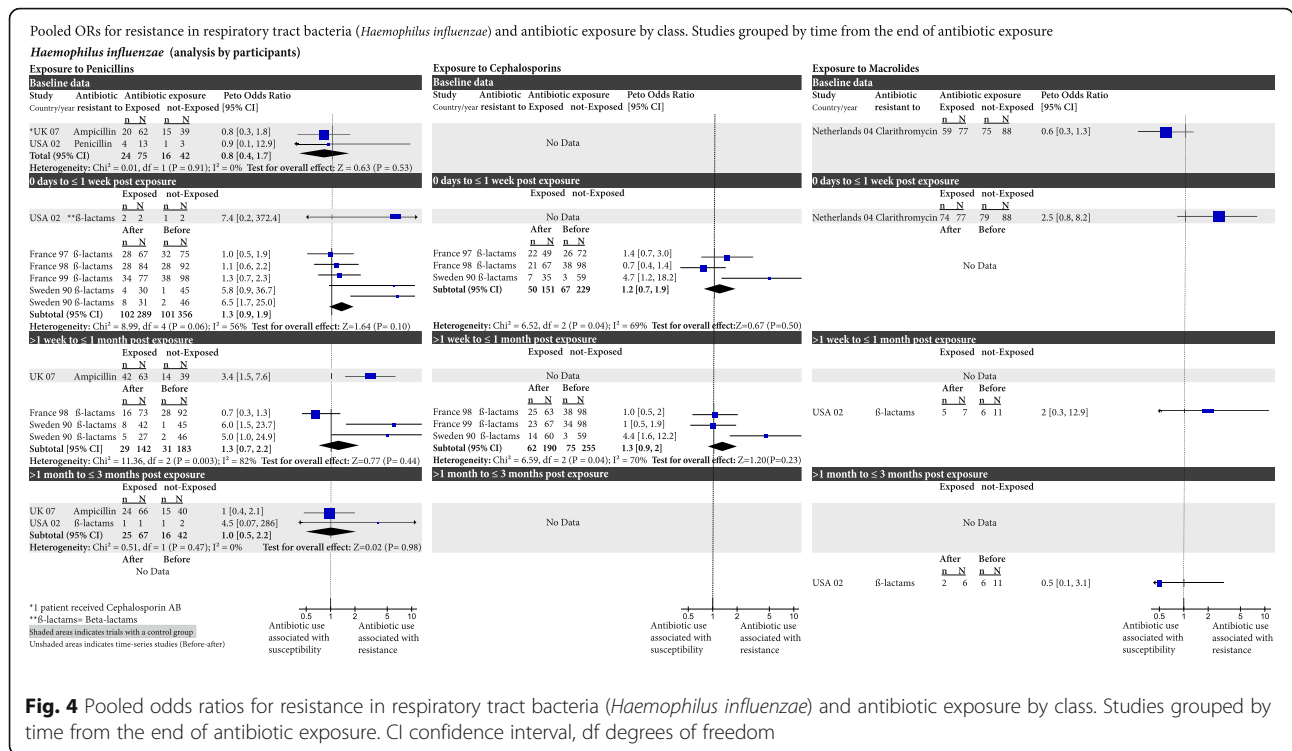 Pooled ORs for resistance in respiratory tract bacteria (Haemophilus influenzae) and antibiotic exposure by class. Studies grouped by time from the end of antibiotic exposure
Haemophilus influenzae (analysis by participants)
Exposure to Penicillins
Baseline data
Study Antibiotic Antibiotic exposure Peto Odds Ratio
Country/year resistant to Exposed not-Exposed [95% CI]
n N n N
*UK 07 Ampicillin 20 62 15 39 0.8 [0.3, 1.8]
USA 02 Penicillin 4 13 1 3 0.9 [0.1, 12.9]
Total (95% CI) 24 75 16 42 0.8 [0.4, 1.7]
Heterogeneity: Chi² = 0.01, df = 1 (P = 0.91); I² = 0% Test for overall effect: Z = 0.63 (P = 0.53)
0 days to ≤ 1 week post exposure
Exposed not-Exposed
n N n N
USA 02 **ß-lactams 2 2 1 2 7.4 [0.2, 372.4]
After Before
n N n N
France 97 ß-lactams 28 67 32 75 1.0 [0.5, 1.9]
France 98 ß-lactams 28 84 28 92 1.1 [0.6, 2.2]
France 99 ß-lactams 34 77 38 98 1.3 [0.7, 2.3]
Sweden 90 ß-lactams 4 30 1 45 5.8 [0.9, 36.7]
Sweden 90 ß-lactams 8 31 2 46 6.5 [1.7, 25.0]
Subtotal (95% CI) 102 289 101 356 1.3 [0.9, 1.9]
Heterogeneity: Chi² = 8.99, df = 4 (P = 0.06); I² = 56% Test for overall effect: Z=1.64 (P= 0.10)
>1 week to ≤ 1 month post exposure
Exposed not-Exposed
n N n N
UK 07 Ampicillin 42 63 14 39 3.4 [1.5, 7.6]
After Before
n N n N
France 98 ß-lactams 16 73 28 92 0.7 [0.3, 1.3]
Sweden 90 ß-lactams 8 42 1 45 6.0 [1.5, 23.7]
Sweden 90 ß-lactams 5 27 2 46 5.0 [1.0, 24.9]
Subtotal (95% CI) 29 142 31 183 1.3 [0.7, 2.2]
Heterogeneity: Chi² = 11.36, df = 2 (P = 0.003); I² = 82% Test for overall effect: Z=0.77 (P= 0.44)
>1 month to ≤ 3 months post exposure
Exposed not-Exposed
n N n N
UK 07 Ampicillin 24 66 15 40 1 [0.4, 2.1]
USA 02 ß-lactams 1 1 1 2 4.5 [0.07, 286]
Subtotal (95% CI) 25 67 16 42 1.0 [0.5, 2.2]
Heterogeneity: Chi² = 0.51, df = 1 (P = 0.47); I² = 0% Test for overall effect: Z=0.02 (P= 0.98)
After Before
No Data
*1 patient received Cephalosporin AB
**ß-lactams= Beta-lactams
Shaded areas indicates trials with a control group
Unshaded areas indicates time-series studies (Before-after)
0.5 1 2 5 10
Antibiotic use associated with susceptibility
Antibiotic use associated with resistance
Exposure to Cephalosporins
Baseline data
Study Antibiotic Antibiotic exposure Peto Odds Ratio
Country/year resistant to Exposed not-Exposed [95% CI]
n N n N
No Data
0 days to ≤ 1 week post exposure
Exposed not-Exposed
No Data
After Before
n N n N
France 97 ß-lactams 22 49 26 72 1.4 [0.7, 3.0]
France 98 ß-lactams 21 67 38 98 0.7 [0.4, 1.4]
Sweden 90 ß-lactams 7 35 3 59 4.7 [1.2, 18.2]
Subtotal (95% CI) 50 151 67 229 1.2 [0.7, 1.9]
Heterogeneity: Chi² = 6.52, df = 2 (P = 0.04); I² = 69% Test for overall effect:Z=0.67 (P=0.50)
>1 week to ≤ 1 month post exposure
Exposed not-Exposed
No Data
After Before
n N n N
France 98 ß-lactams 25 63 38 98 1.0 [0.5, 2]
France 99 ß-lactams 23 67 34 98 1 [0.5, 1.9]
Sweden 90 ß-lactams 14 60 3 59 4.4 [1.6, 12.2]
Subtotal (95% CI) 62 190 75 255 1.3 [0.9, 2]
Heterogeneity: Chi² = 6.59, df = 2 (P = 0.04); I² = 70% Test for overall effect: Z=1.20(P=0.23)
>1 month to ≤ 3 months post exposure
No Data
0.5 1 2 5 10
Antibiotic use associated with susceptibility
Antibiotic use associated with resistance
Exposure to Macrolides
Baseline data
Study Antibiotic Antibiotic exposure Peto Odds Ratio
Country/year resistant to Exposed not-Exposed [95% CI]
n N n N
Netherlands 04 Clarithromycin 59 77 75 88 0.6 [0.3, 1.3]
0 days to ≤ 1 week post exposure
Exposed not-Exposed
n N n N
Netherlands 04 Clarithromycin 74 77 79 88 2.5 [0.8, 8.2]
After Before
No Data
>1 week to ≤ 1 month post exposure
Exposed not-Exposed
No Data
After Before
n N n N
USA 02 ß-lactams 5 7 6 11 2 [0.3, 12.9]
>1 month to ≤ 3 months post exposure
Exposed not-Exposed
No Data
After Before
n N n N
USA 02 ß-lactams 2 6 6 11 0.5 [0.1, 3.1]
0.5 1 2 5 10
Antibiotic use associated with susceptibility
Antibiotic use associated with resistance
Fig. 4 Pooled odds ratios for resistance in respiratory tract bacteria (Haemophilus influenzae) and antibiotic exposure by class. Studies grouped by
time from the end of antibiotic exposure. CI confidence interval, df degrees of freedom